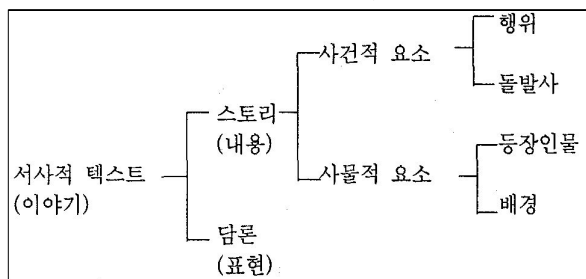 행위
사건적 요소
돌발사
스토리
(내용)
등장인물
서사적 텍스트
사물적 요소
(이야기)
배경
담론
(표현)